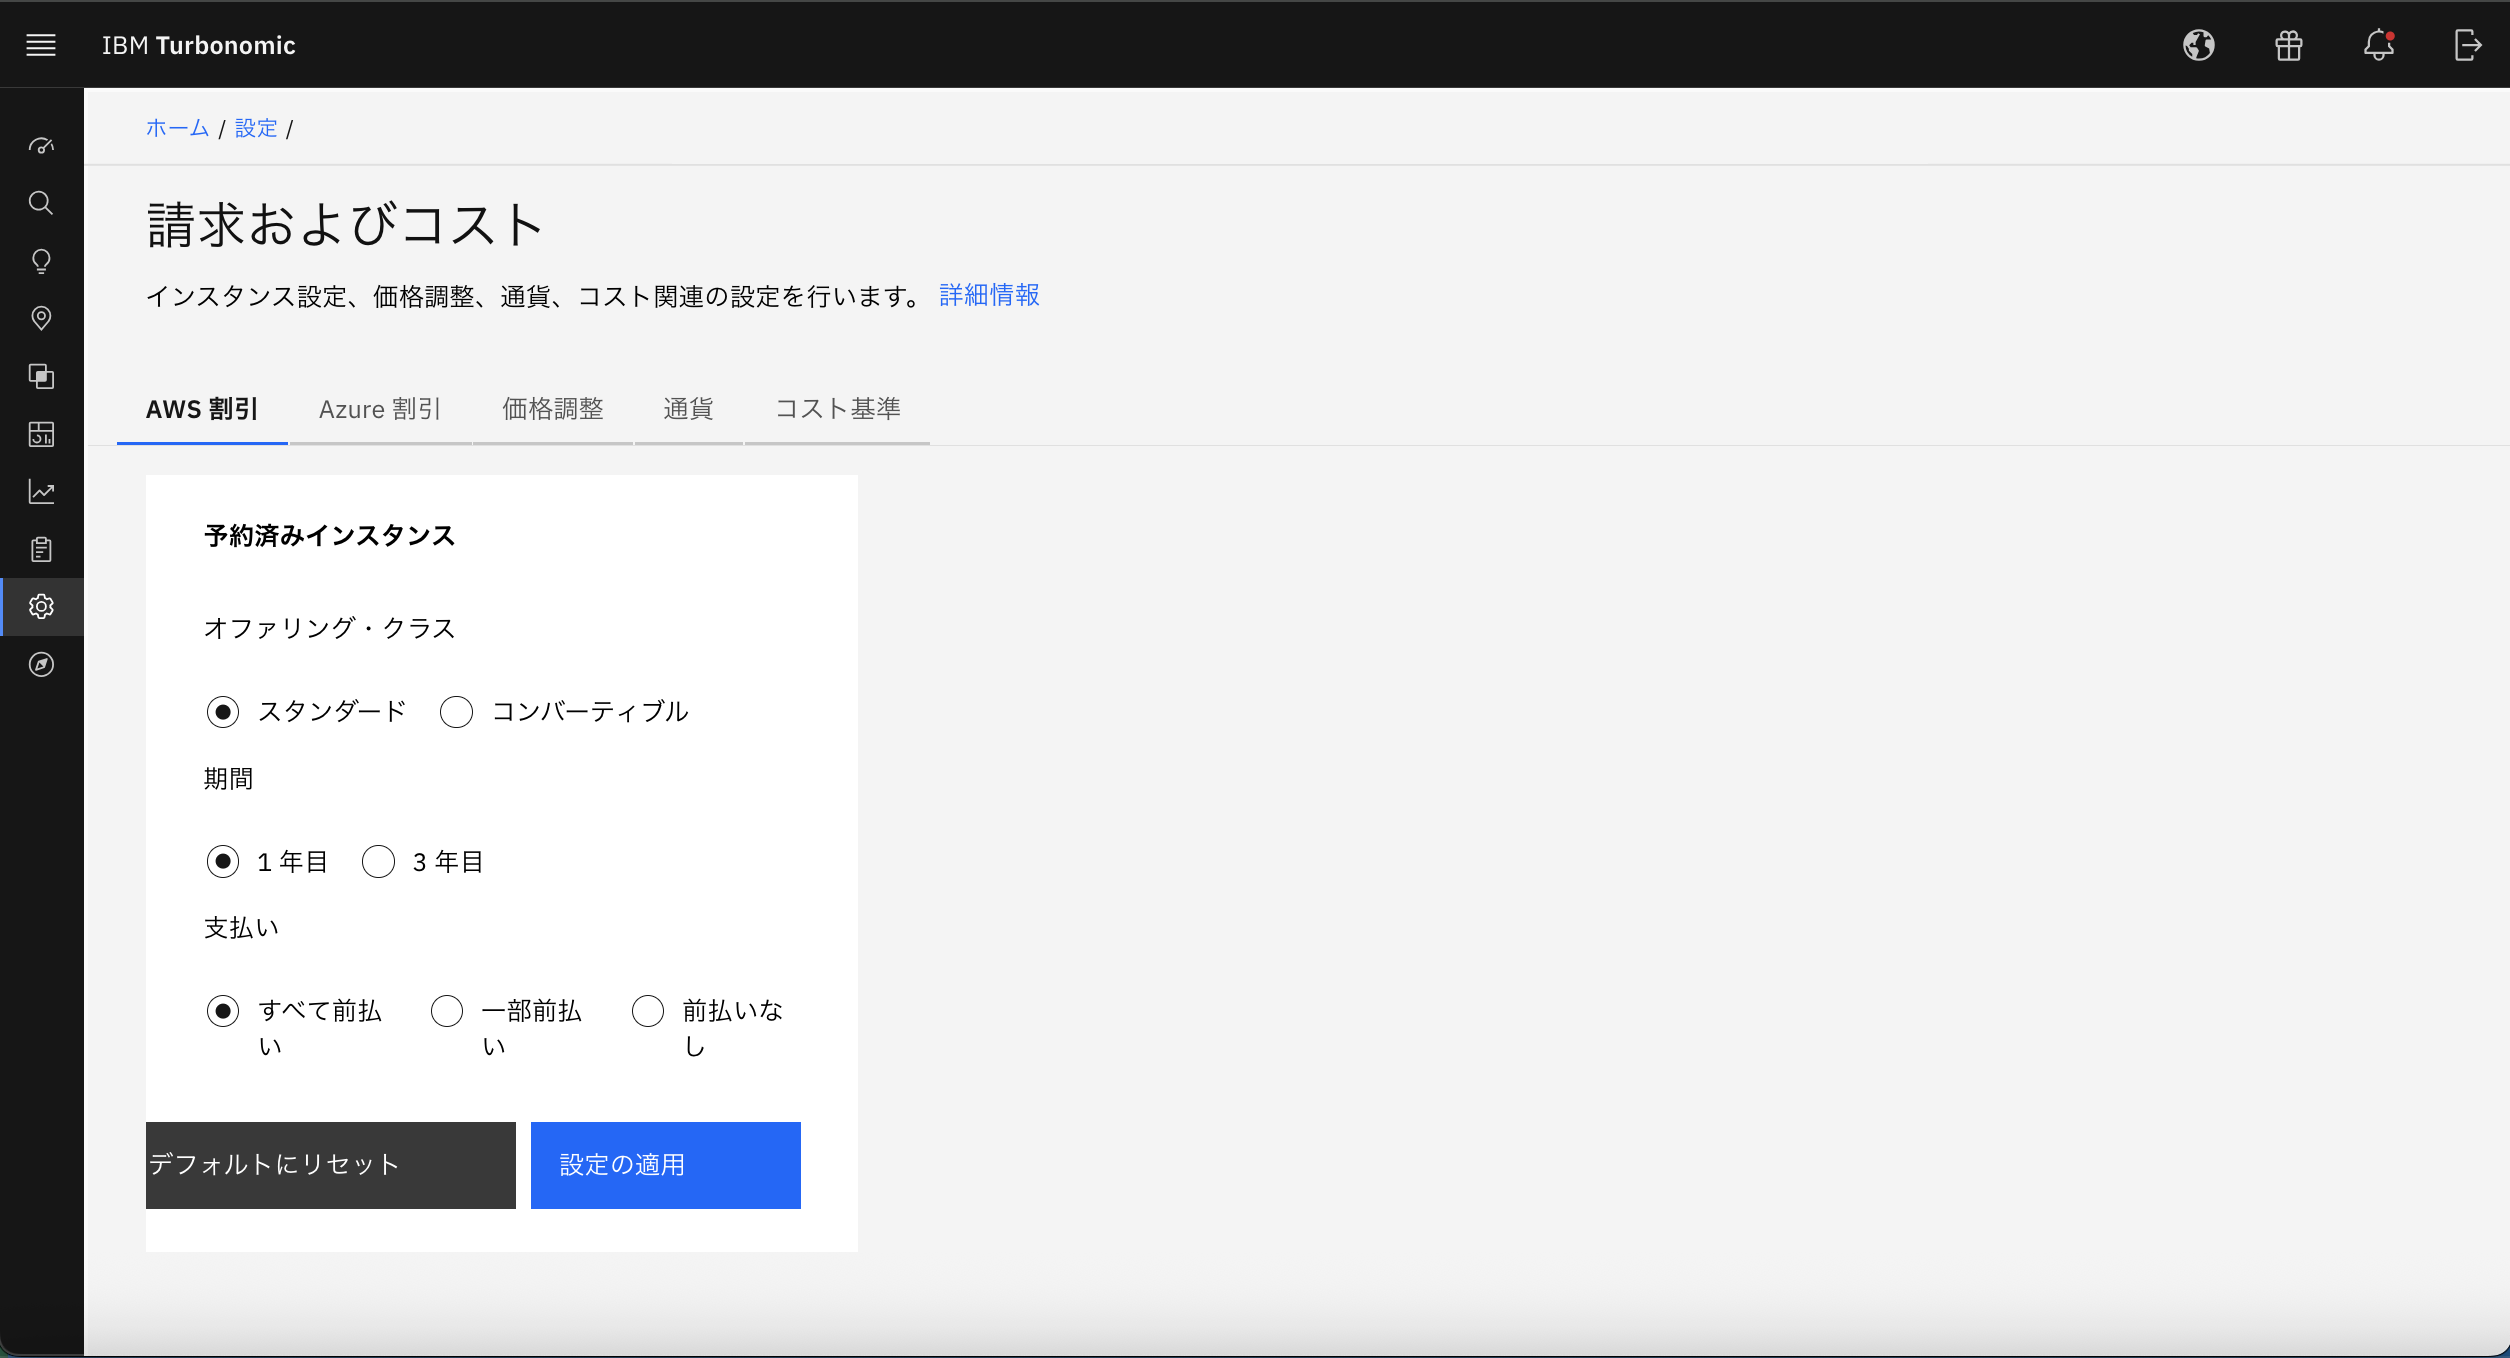 IBM Turbonomic
ホーム / 設定 /
請求およびコスト
インスタンス設定、価格調整、通貨、コスト関連の設定を行います。 詳細情報
AWS 割引 Azure 割引 価格調整 通貨 コスト基準
予約済みインスタンス
オファリング・クラス
スタンダード コンバーティブル
期間
1 年目 3 年目
支払い
すべて前払い 一部前払い 前払いなし
デフォルトにリセット 設定の適用